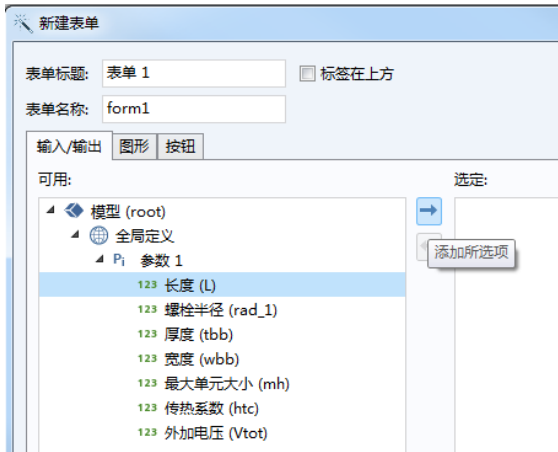 新建表单
表单标题: 表单 1 标签在上方
表单名称: form1
输入/输出 图形 按钮
可用: 选定:
模型 (root)
全局定义
Pi 参数 1
添加所选项
123 长度 (L)
123 螺栓半径 (rad_1)
123 厚度 (tbb)
123 宽度 (wbb)
123 最大单元大小 (mh)
123 传热系数 (htc)
123 外加电压 (Vtot)